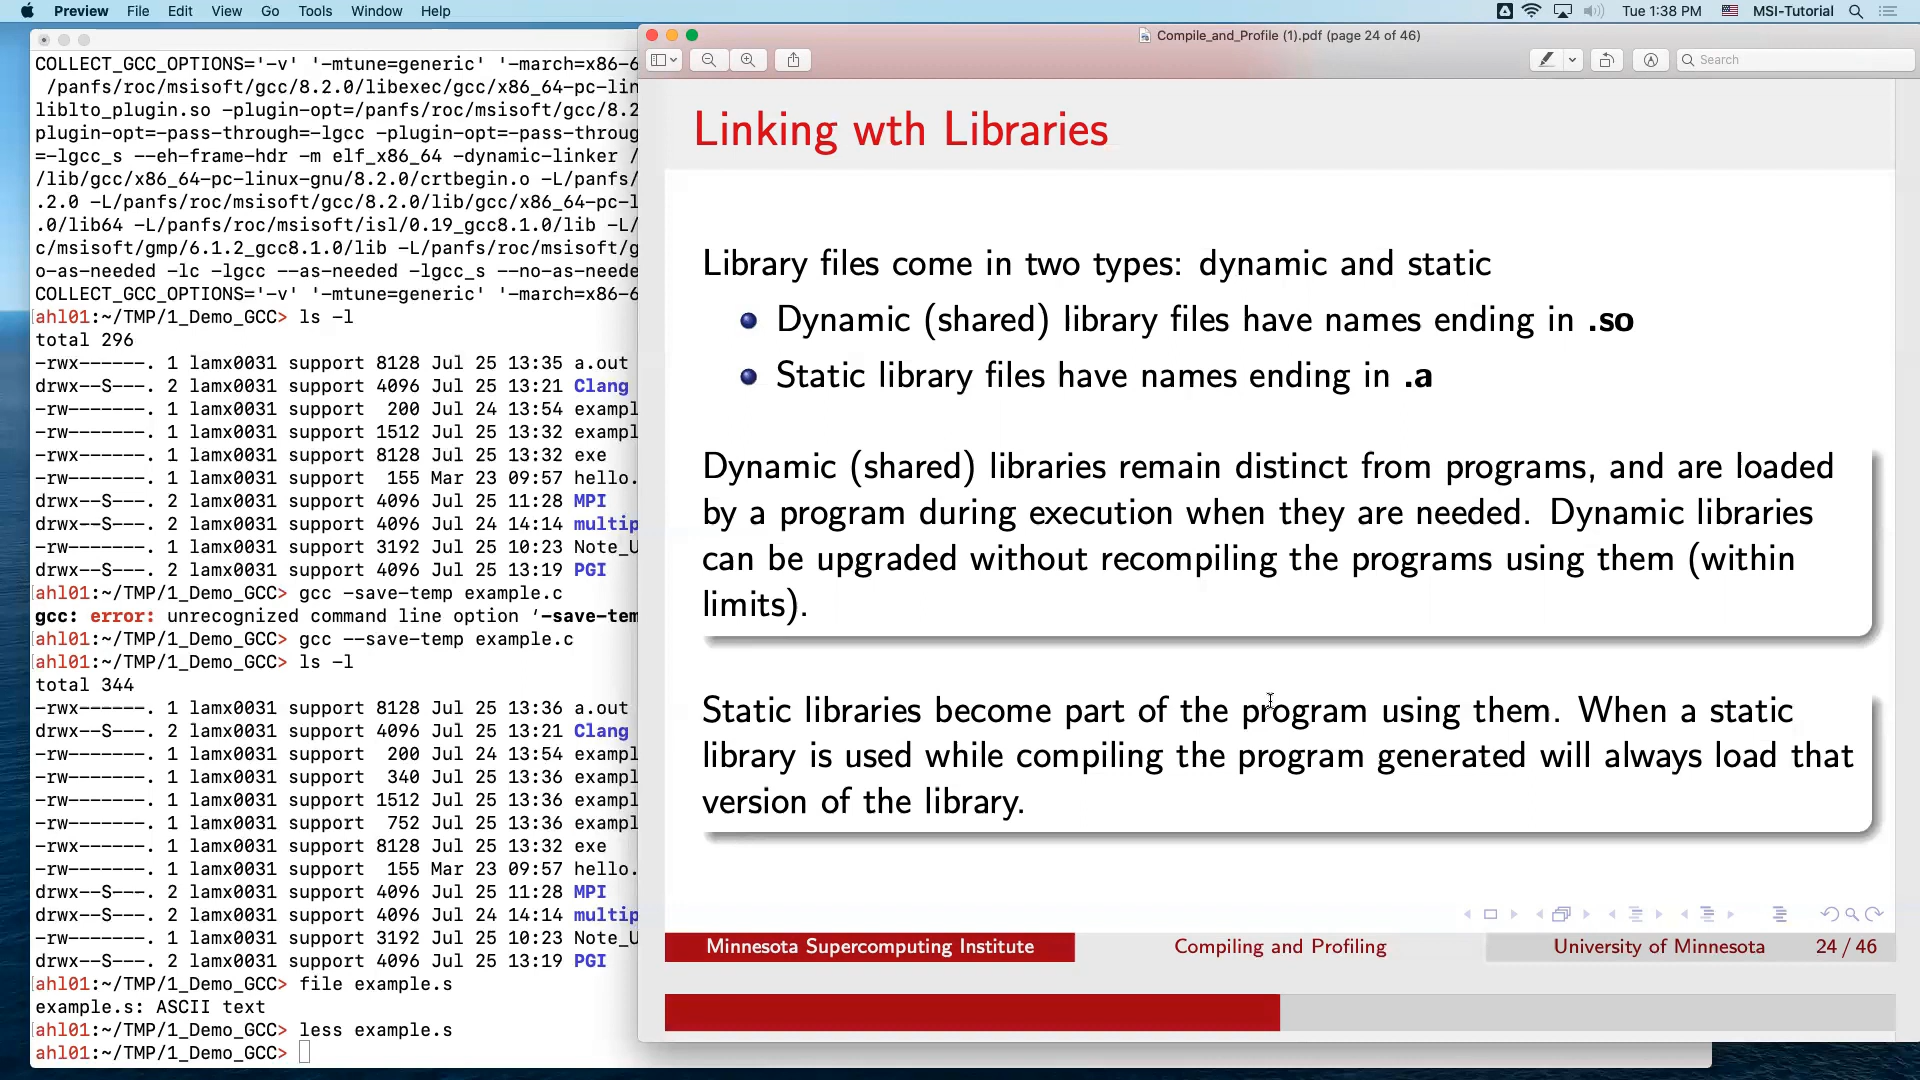 Preview File Edit View Go Tools Window Help
Tue 1:38 PM MSI-Tutorial
COLLECT_GCC_OPTIONS='-v' '-mtune=generic' '-march=x86-6
/panfs/roc/msisoft/gcc/8.2.0/libexec/gcc/x86_64-pc-lin
liblto_plugin.so -plugin-opt=/panfs/roc/msisoft/gcc/8.2
plugin-opt=-pass-through=-lgcc -plugin-opt=-pass-throug
=-lgcc_s --eh-frame-hdr -m elf_x86_64 -dynamic-linker /
/lib/gcc/x86_64-pc-linux-gnu/8.2.0/crtbegin.o -L/panfs/
.2.0 -L/panfs/roc/msisoft/gcc/8.2.0/lib/gcc/x86_64-pc-l
.0/lib64 -L/panfs/roc/msisoft/isl/0.19_gcc8.1.0/lib -L/
c/msisoft/gmp/6.1.2_gcc8.1.0/lib -L/panfs/roc/msisoft/g
o-as-needed -lc -lgcc --as-needed -lgcc_s --no-as-neede
COLLECT_GCC_OPTIONS='-v' '-mtune=generic' '-march=x86-6
[ahl01:~/TMP/1_Demo_GCC> ls -l
total 296
-rwx------. 1 lamx0031 support 8128 Jul 25 13:35 a.out
drwx--S---. 2 lamx0031 support 4096 Jul 25 13:21 Clang
-rw-------. 1 lamx0031 support  200 Jul 24 13:54 exampl
-rw-------. 1 lamx0031 support 1512 Jul 25 13:32 exampl
-rwx------. 1 lamx0031 support 8128 Jul 25 13:32 exe
-rw-------. 1 lamx0031 support  155 Mar 23 09:57 hello.
drwx--S---. 2 lamx0031 support 4096 Jul 25 11:28 MPI
drwx--S---. 2 lamx0031 support 4096 Jul 24 14:14 multip
-rw-------. 1 lamx0031 support 3192 Jul 25 10:23 Note_U
drwx--S---. 2 lamx0031 support 4096 Jul 25 13:19 PGI
[ahl01:~/TMP/1_Demo_GCC> gcc -save-temp example.c
gcc: error: unrecognized command line option ‘-save-tem
[ahl01:~/TMP/1_Demo_GCC> gcc --save-temp example.c
[ahl01:~/TMP/1_Demo_GCC> ls -l
total 344
-rwx------. 1 lamx0031 support 8128 Jul 25 13:36 a.out
drwx--S---. 2 lamx0031 support 4096 Jul 25 13:21 Clang
-rw-------. 1 lamx0031 support  200 Jul 24 13:54 exampl
-rw-------. 1 lamx0031 support  340 Jul 25 13:36 exampl
-rw-------. 1 lamx0031 support 1512 Jul 25 13:36 exampl
-rw-------. 1 lamx0031 support  752 Jul 25 13:36 exampl
-rwx------. 1 lamx0031 support 8128 Jul 25 13:32 exe
-rw-------. 1 lamx0031 support  155 Mar 23 09:57 hello.
drwx--S---. 2 lamx0031 support 4096 Jul 25 11:28 MPI
drwx--S---. 2 lamx0031 support 4096 Jul 24 14:14 multip
-rw-------. 1 lamx0031 support 3192 Jul 25 10:23 Note_U
drwx--S---. 2 lamx0031 support 4096 Jul 25 13:19 PGI
[ahl01:~/TMP/1_Demo_GCC> file example.s
example.s: ASCII text
[ahl01:~/TMP/1_Demo_GCC> less example.s
ahl01:~/TMP/1_Demo_GCC>
Compile_and_Profile (1).pdf (page 24 of 46)
Search
Linking wth Libraries
Library files come in two types: dynamic and static
Dynamic (shared) library files have names ending in .so
Static library files have names ending in .a
Dynamic (shared) libraries remain distinct from programs, and are loaded
by a program during execution when they are needed. Dynamic libraries
can be upgraded without recompiling the programs using them (within
limits).
Static libraries become part of the program using them. When a static
library is used while compiling the program generated will always load that
version of the library.
Minnesota Supercomputing Institute Compiling and Profiling University of Minnesota 24 / 46